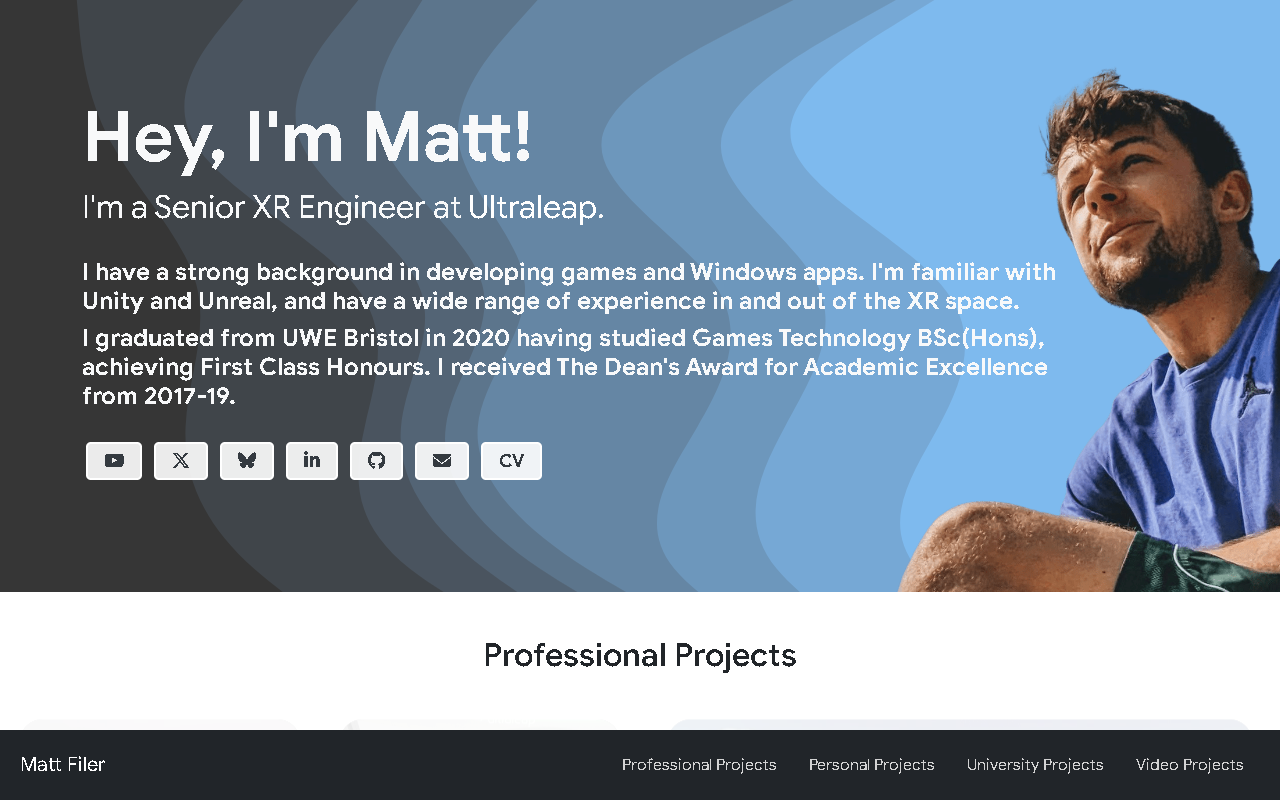 Hey, I'm Matt!
I'm a Senior XR Engineer at Ultraleap.
I have a strong background in developing games and Windows apps. I'm familiar with
Unity and Unreal, and have a wide range of experience in and out of the XR space.
I graduated from UWE Bristol in 2020 having studied Games Technology BSc(Hons),
achieving First Class Honours. I received The Dean's Award for Academic Excellence
from 2017-19.
CV
Professional Projects
Matt Filer
Professional Projects
Personal Projects
University Projects
Video Projects